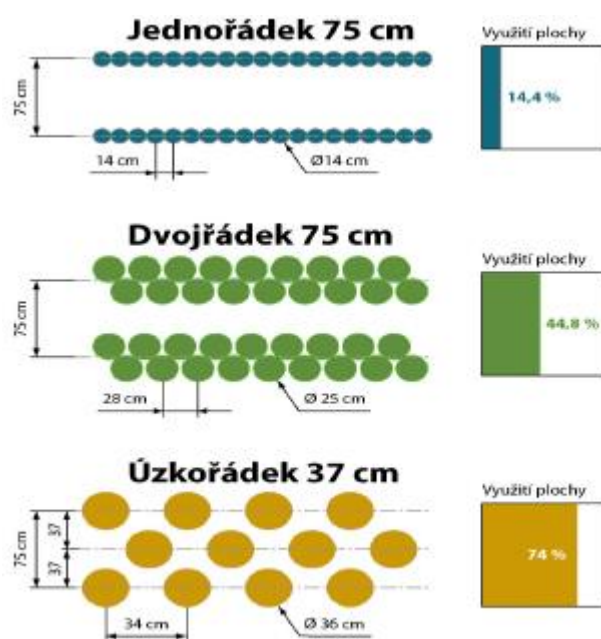 Jednořádek 75 cm
Využití plochy
75 cm
14,4 %
14 cm
Ø14 cm
Dvojřádek 75 cm
Využití plochy
75 cm
44,8 %
28 cm
Ø 25 cm
Úzkořádek 37 cm
Využití plochy
75 cm
37
37
74 %
34 cm
Ø 36 cm